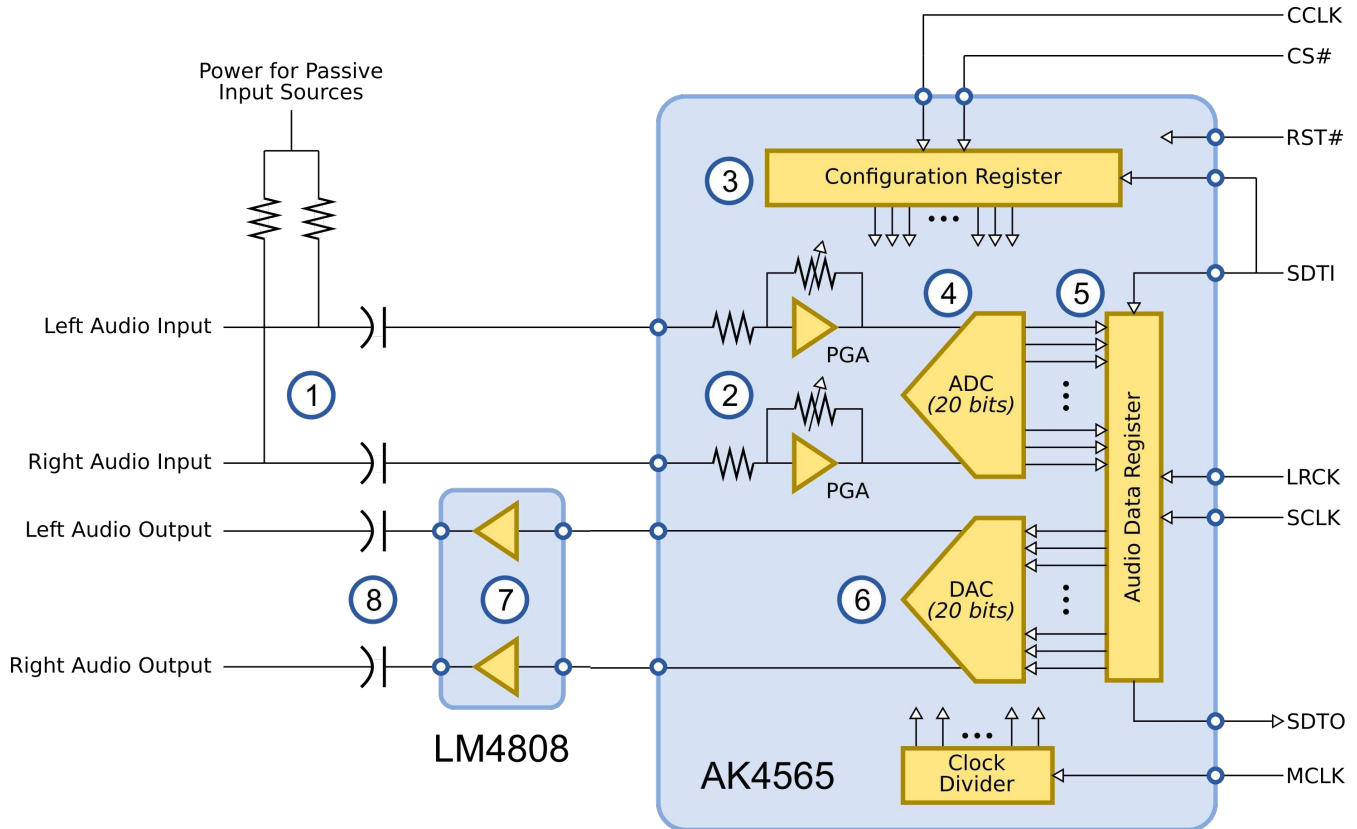 CCLK
CS#
Power for Passive
Input Sources
RST#
3
Configuration Register
SDTI
4
5
Left Audio Input
PGA
1
2
ADC
(20 bits)
Right Audio Input
PGA
Audio Data Register
LRCK
SCLK
Left Audio Output
8
7
6
DAC
(20 bits)
Right Audio Output
LM4808
AK4565
Clock
Divider
SDTO
MCLK